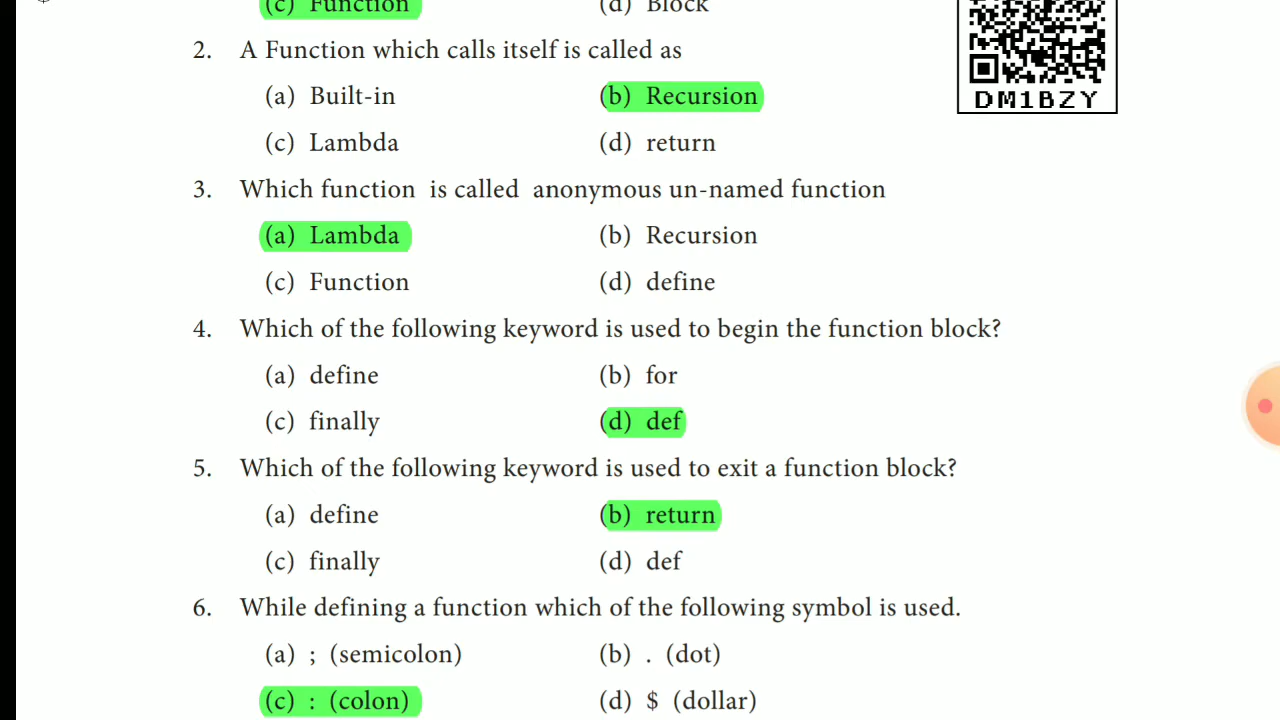 (c) Function (d) Block
2. A Function which calls itself is called as
(a) Built-in (b) Recursion
(c) Lambda (d) return
DM1BZY
3. Which function is called anonymous un-named function
(a) Lambda (b) Recursion
(c) Function (d) define
4. Which of the following keyword is used to begin the function block?
(a) define (b) for
(c) finally (d) def
5. Which of the following keyword is used to exit a function block?
(a) define (b) return
(c) finally (d) def
6. While defining a function which of the following symbol is used.
(a) ; (semicolon) (b) . (dot)
(c) : (colon) (d) $ (dollar)